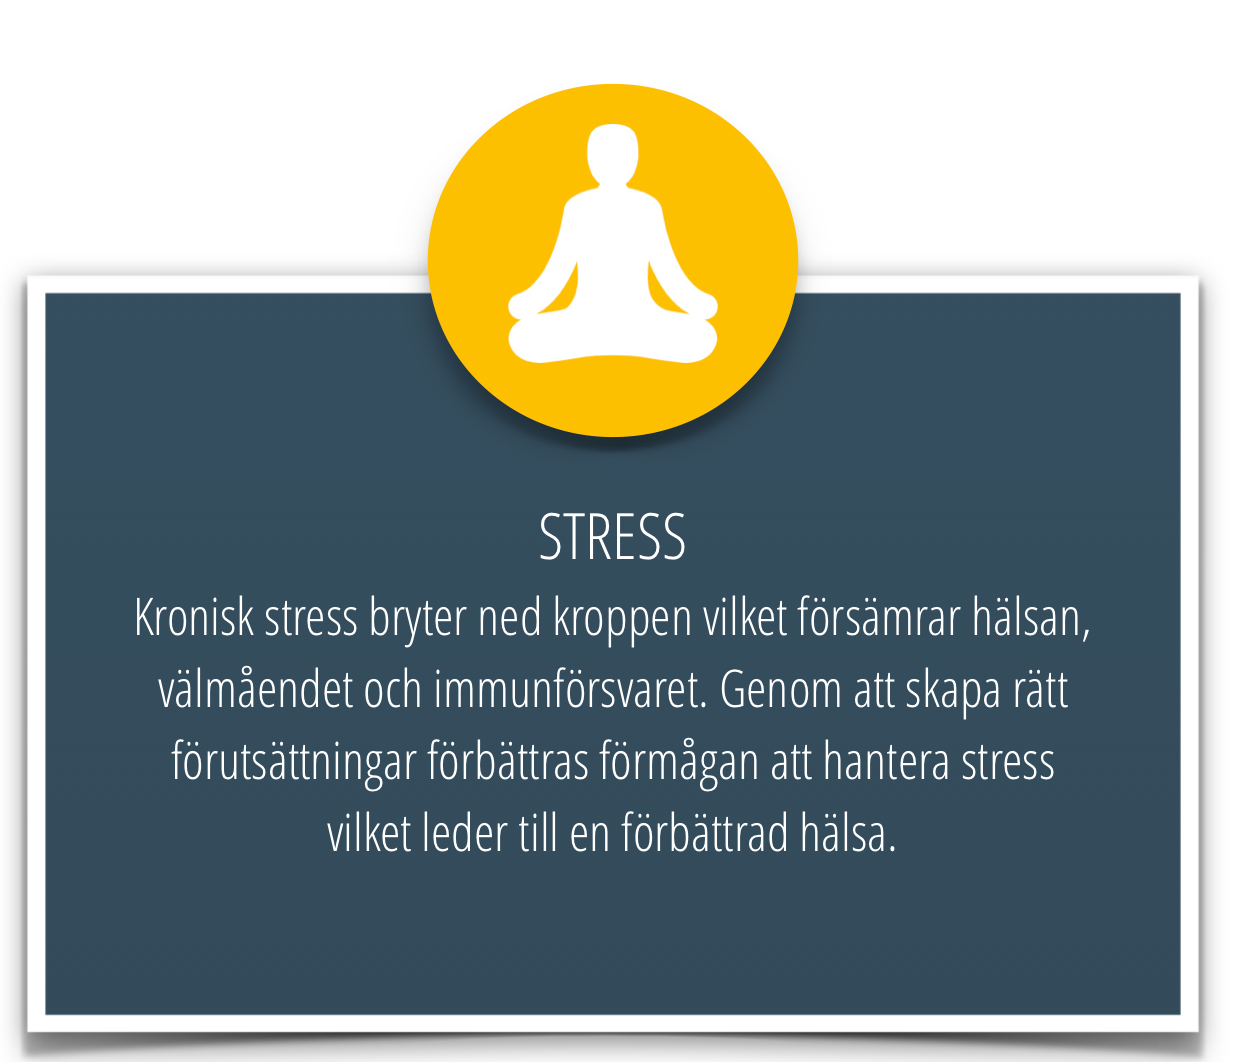 STRESS
Kronisk stress bryter ned kroppen vilket försämrar hälsan,
välmåendet och immunförsvaret. Genom att skapa rätt
förutsättningar förbättras förmågan att hantera stress
vilket leder till en förbättrad hälsa.